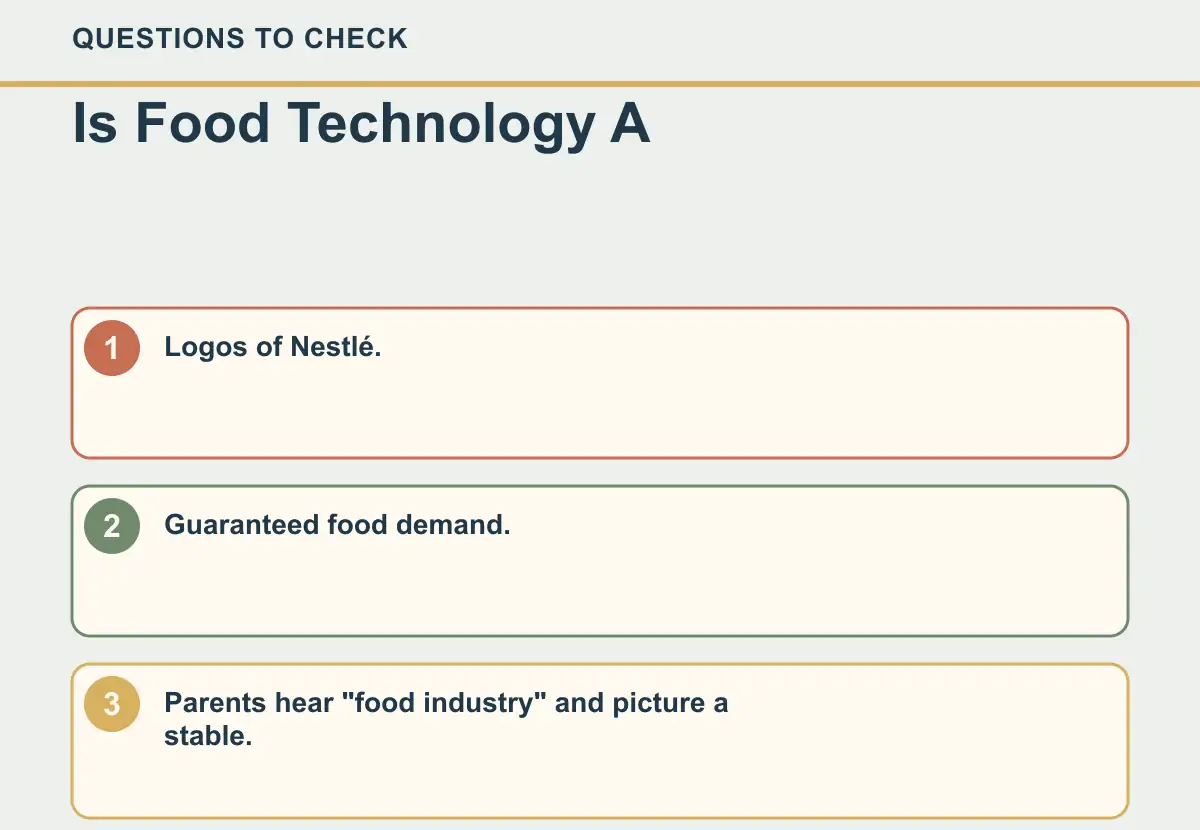 QUESTIONS TO CHECK
Is Food Technology A
1
Logos of Nestlé.
2
Guaranteed food demand.
3
Parents hear "food industry" and picture a
stable.